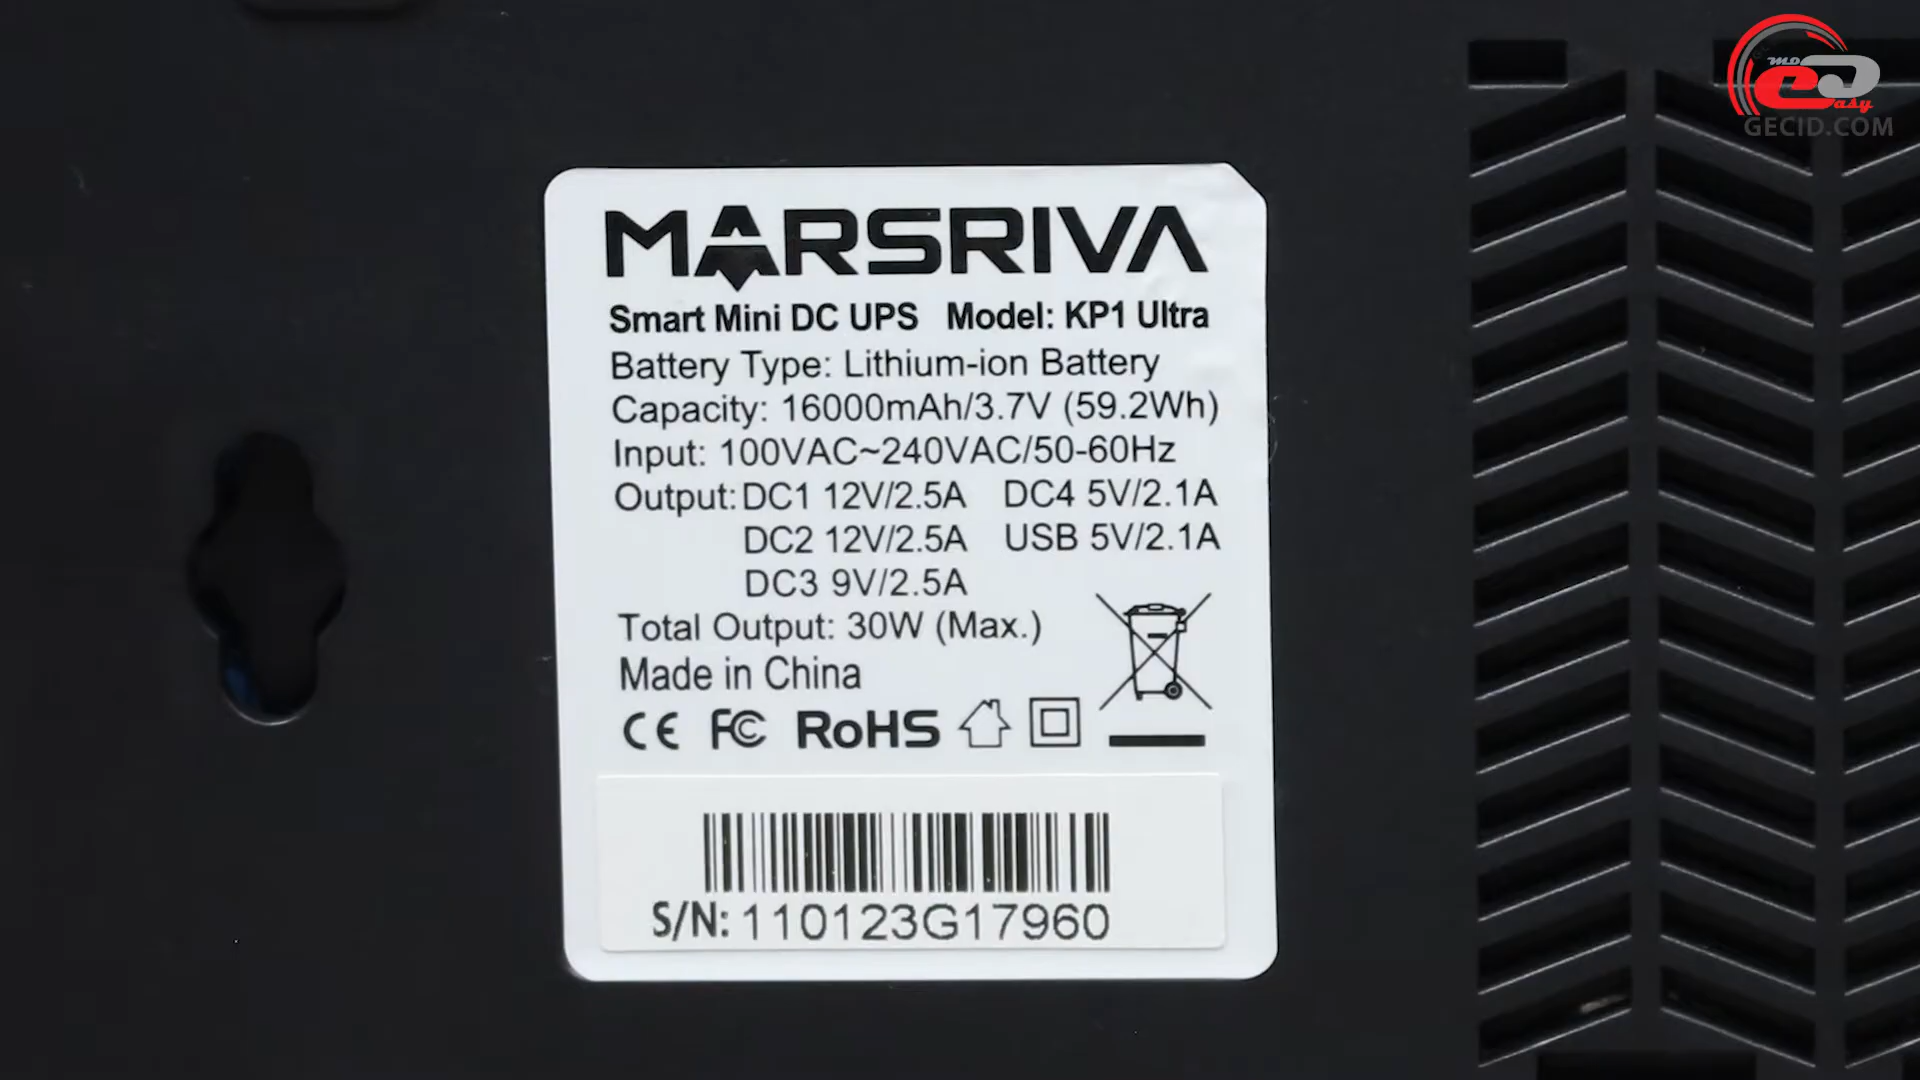 mo
easy
GECID.COM
MARSRIVA
Smart Mini DC UPS Model: KP1 Ultra
Battery Type: Lithium-ion Battery
Capacity: 16000mAh/3.7V (59.2Wh)
Input: 100VAC~240VAC/50-60Hz
Output: DC1 12V/2.5A DC4 5V/2.1A
DC2 12V/2.5A USB 5V/2.1A
DC3 9V/2.5A
Total Output: 30W (Max.)
Made in China
CE FC RoHS
S/N: 110123G17960